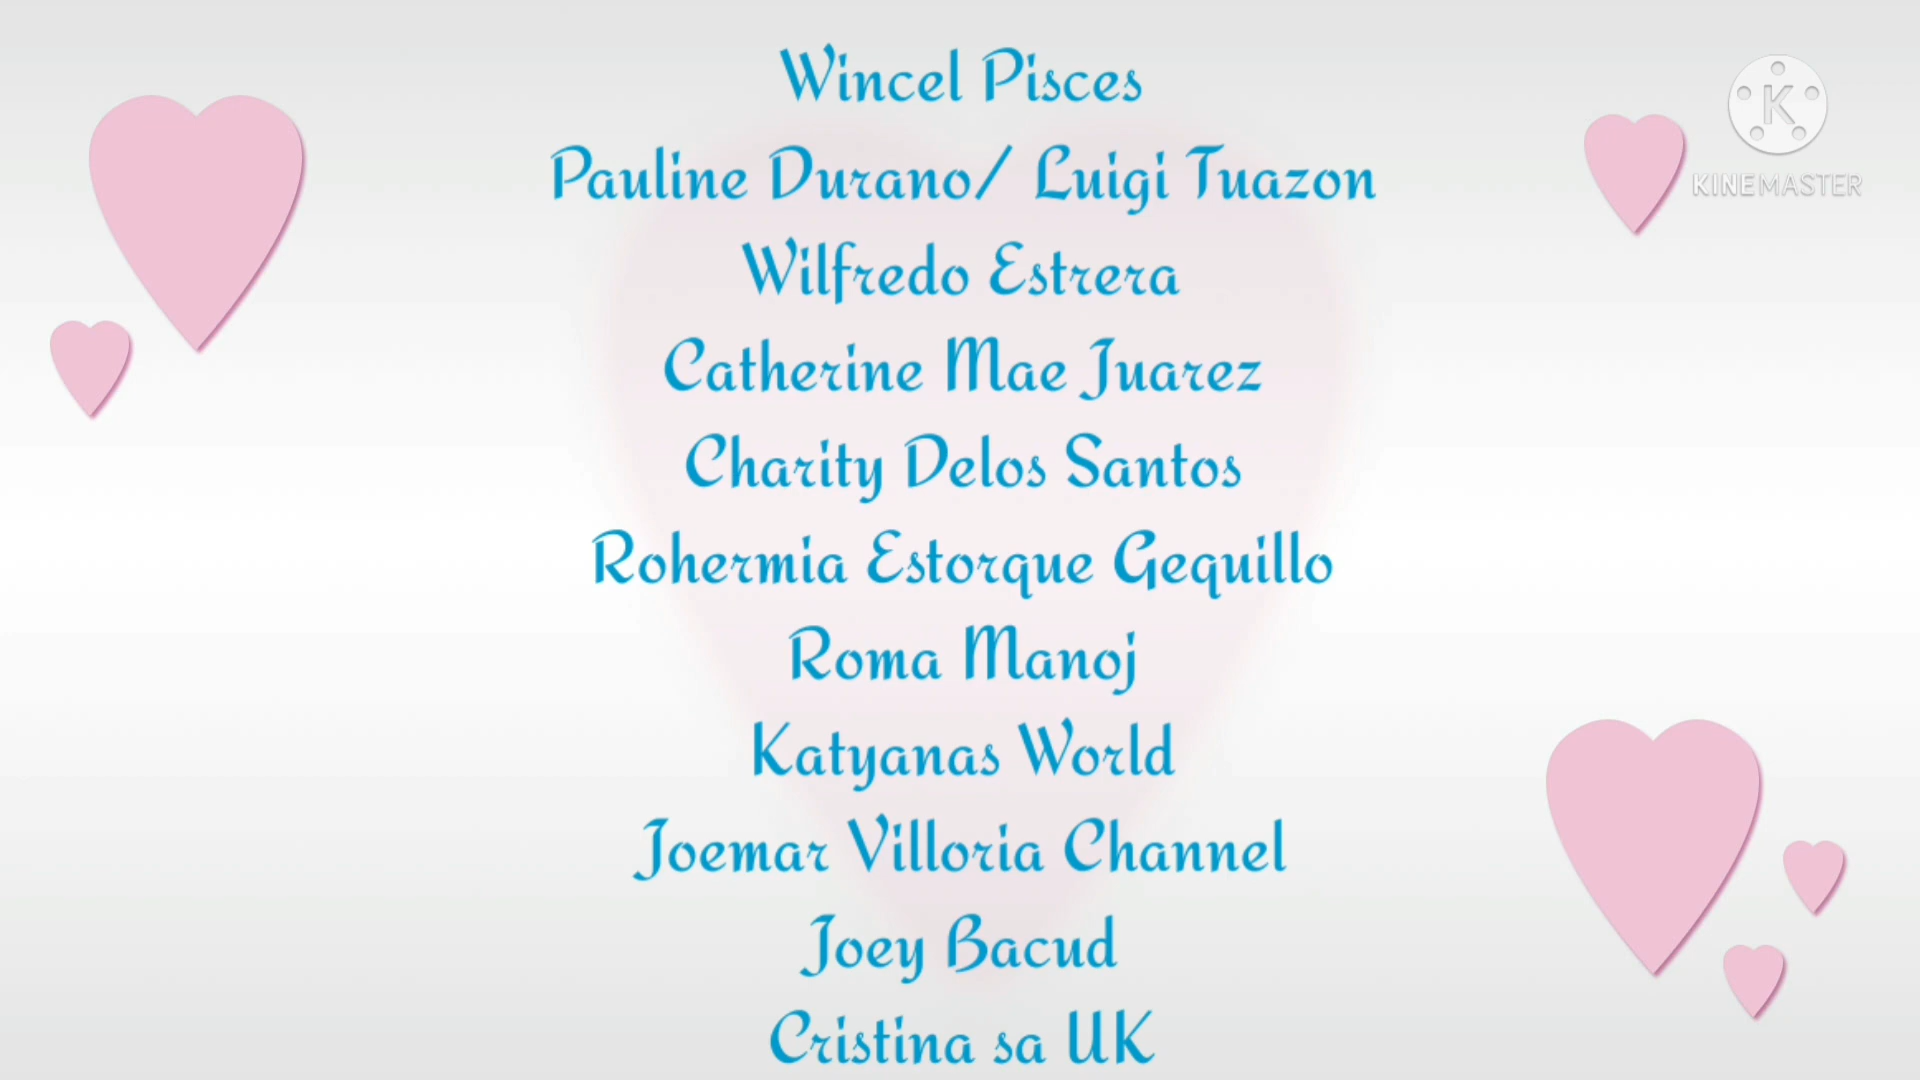 Wincel Pisces
Pauline Durano/ Luigi Tuazon
Wilfredo Estrera
Catherine Mae Juarez
Charity Delos Santos
Rohermia Estorque Gequillo
Roma Manoj
Katyanas World
Joemar Villoria Channel
Joey Bacud
Cristina sa UK
K
KINEMASTER